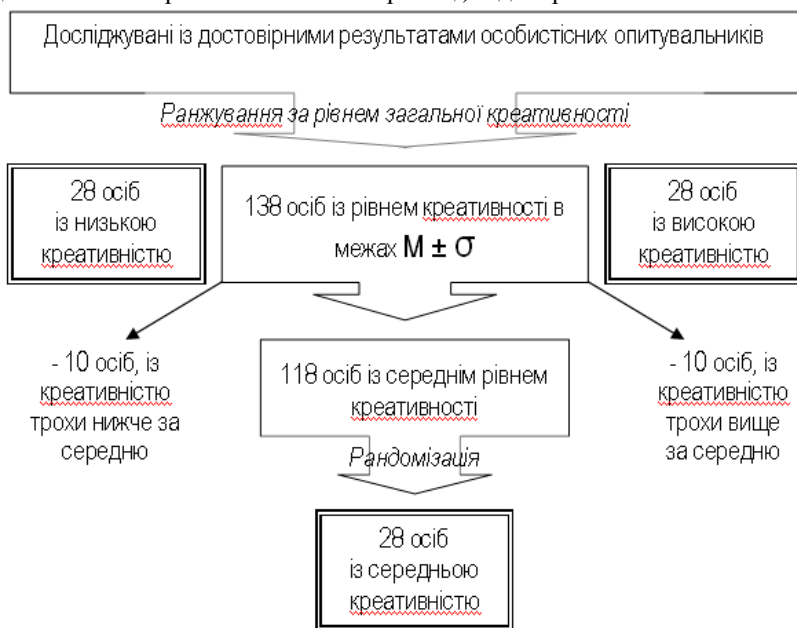 Досліджувані із достовірними результатами особистісних опитувальників
Ранжування за рівнем загальної креативності
28 осіб
із низькою
креативністю
138 осіб із рівнем креативності в
межах M ± σ
28 осіб
із високою
креативністю
- 10 осіб, із
креативністю
трохи нижче за
середню
118 осіб із середнім рівнем
креативності
- 10 осіб, із
креативністю
трохи вище
за середню
Рандомізація
28 осіб
із середньою
креативністю